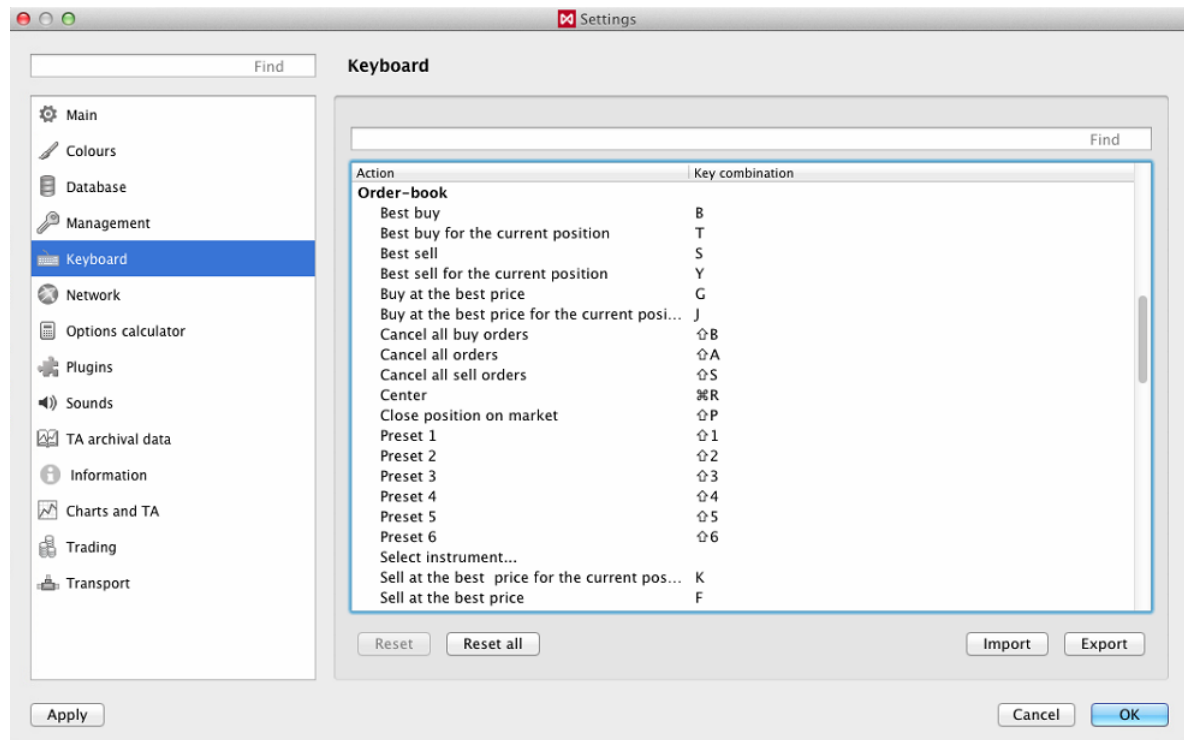 Settings
Find
Main
Colours
Database
Management
Keyboard
Network
Options calculator
Plugins
Sounds
TA archival data
Information
Charts and TA
Trading
Transport
Keyboard
Find
Action Key combination
Order-book
Best buy B
Best buy for the current position T
Best sell S
Best sell for the current position Y
Buy at the best price G
Buy at the best price for the current posi... J
Cancel all buy orders ⇧B
Cancel all orders ⇧A
Cancel all sell orders ⇧S
Center ⌘R
Close position on market ⇧P
Preset 1 ⇧1
Preset 2 ⇧2
Preset 3 ⇧3
Preset 4 ⇧4
Preset 5 ⇧5
Preset 6 ⇧6
Select instrument...
Sell at the best  price for the current pos... K
Sell at the best price F
Reset Reset all Import Export
Apply Cancel OK